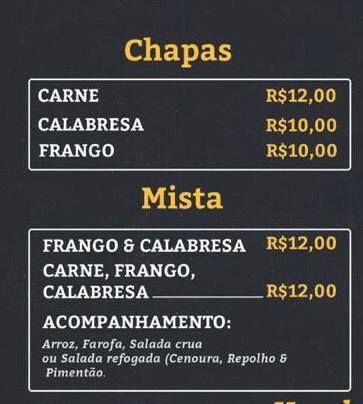 Chapas
CARNE R$12,00
CALABRESA R$10,00
FRANGO R$10,00
Mista
FRANGO & CALABRESA R$12,00
CARNE, FRANGO,
CALABRESA R$12,00
ACOMPANHAMENTO:
Arroz, Farofa, Salada crua
ou Salada refogada (Cenoura, Repolho &
Pimentão.